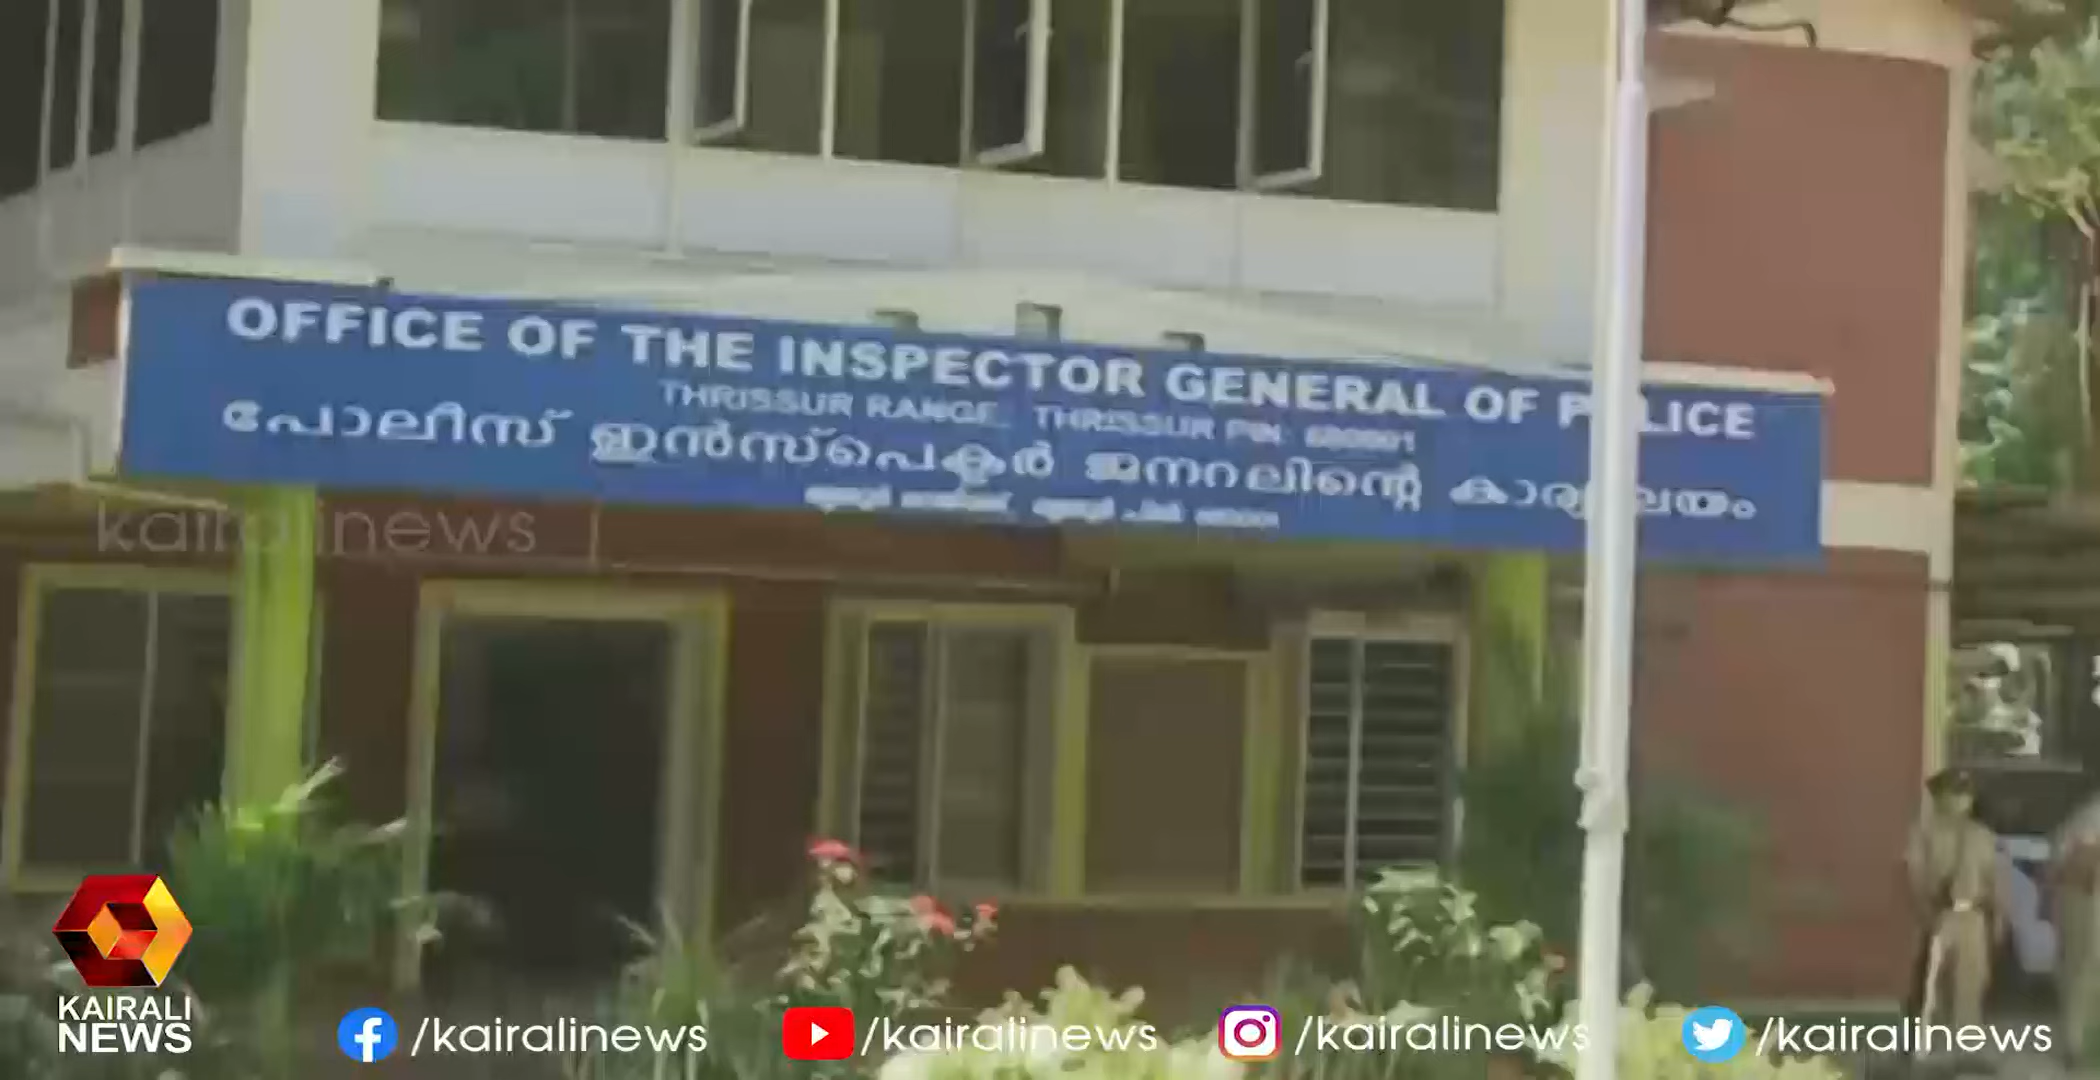 OFFICE OF THE INSPECTOR GENERAL OF POLICE
THRISSUR RANGE, THRISSUR PIN: 680001
പോലീസ് ഇൻസ്പെക്ടർ ജനറലിന്റെ കാര്യാലയം
kairalinews
KAIRALI
NEWS
/kairalinews
/kairalinews
/kairalinews
/kairalinews